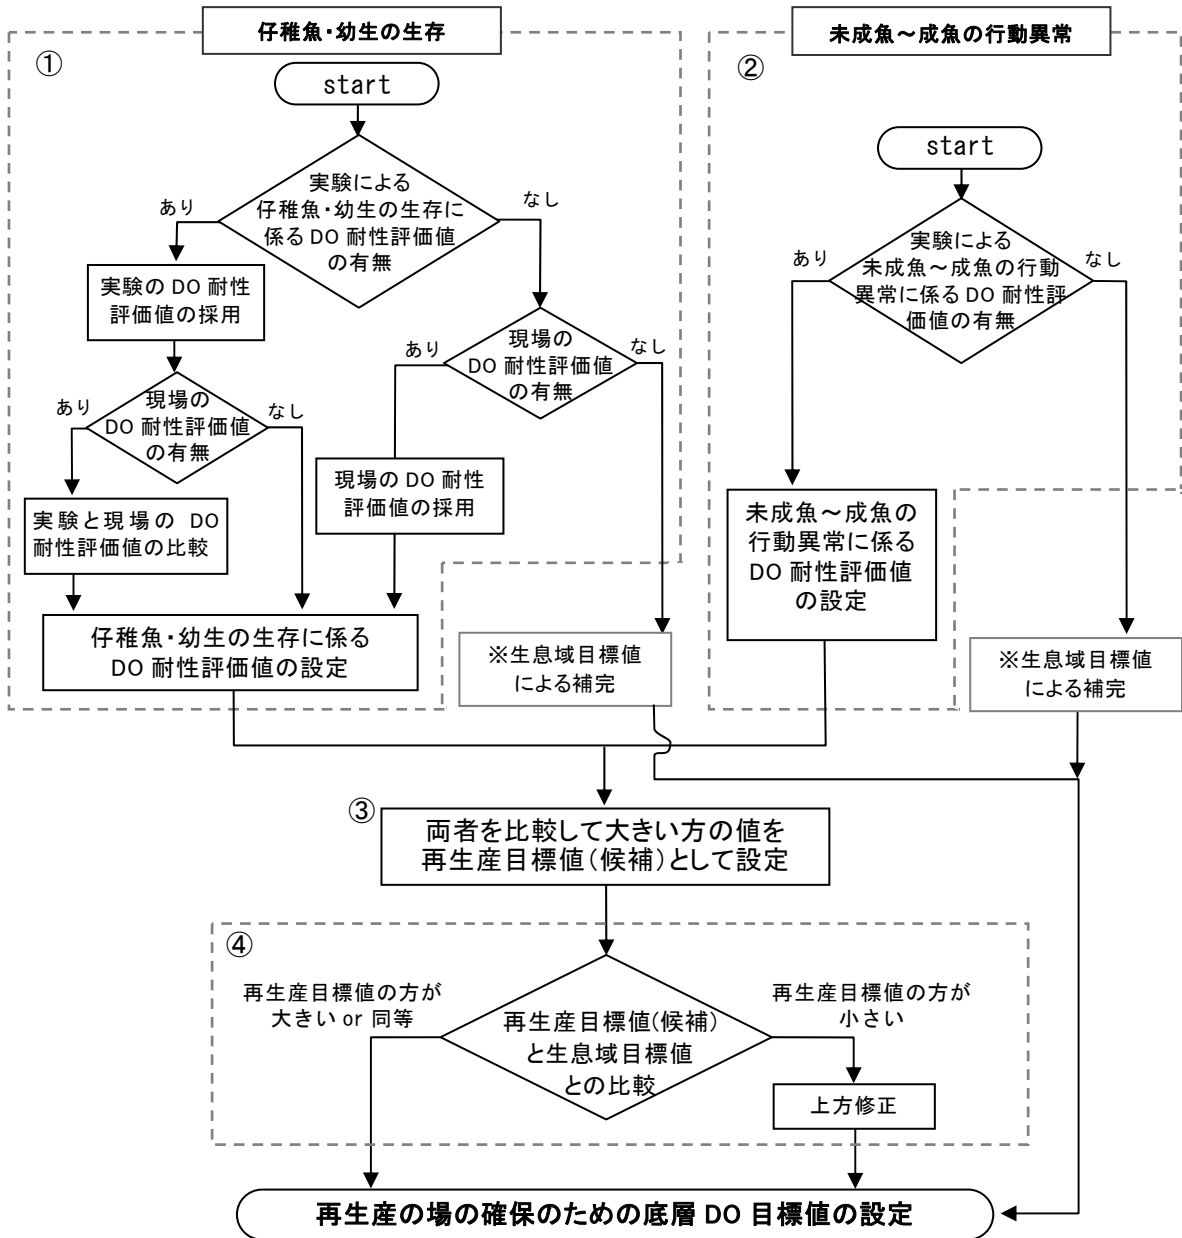 仔稚魚・幼生の生存
①
start
実験による
仔稚魚・幼生の生存に
係る DO 耐性評価値
の有無
あり
なし
実験の DO 耐性
評価値の採用
現場の
DO 耐性評価値
の有無
あり
なし
現場の
DO 耐性評価値
の有無
あり
なし
実験と現場の DO
耐性評価値の比較
現場の DO 耐性
評価値の採用
仔稚魚・幼生の生存に係る
DO 耐性評価値の設定
※生息域目標値
による補完
未成魚～成魚の行動異常
②
start
実験による
未成魚～成魚の行動
異常に係る DO 耐性評
価値の有無
あり
なし
未成魚～成魚の
行動異常に係る
DO 耐性評価値
の設定
※生息域目標値
による補完
③
両者を比較して大きい方の値を
再生産目標値(候補)として設定
④
再生産目標値の方が
大きい or 同等
再生産目標値(候補)
と生息域目標値
との比較
再生産目標値の方が
小さい
上方修正
再生産の場の確保のための底層 DO 目標値の設定